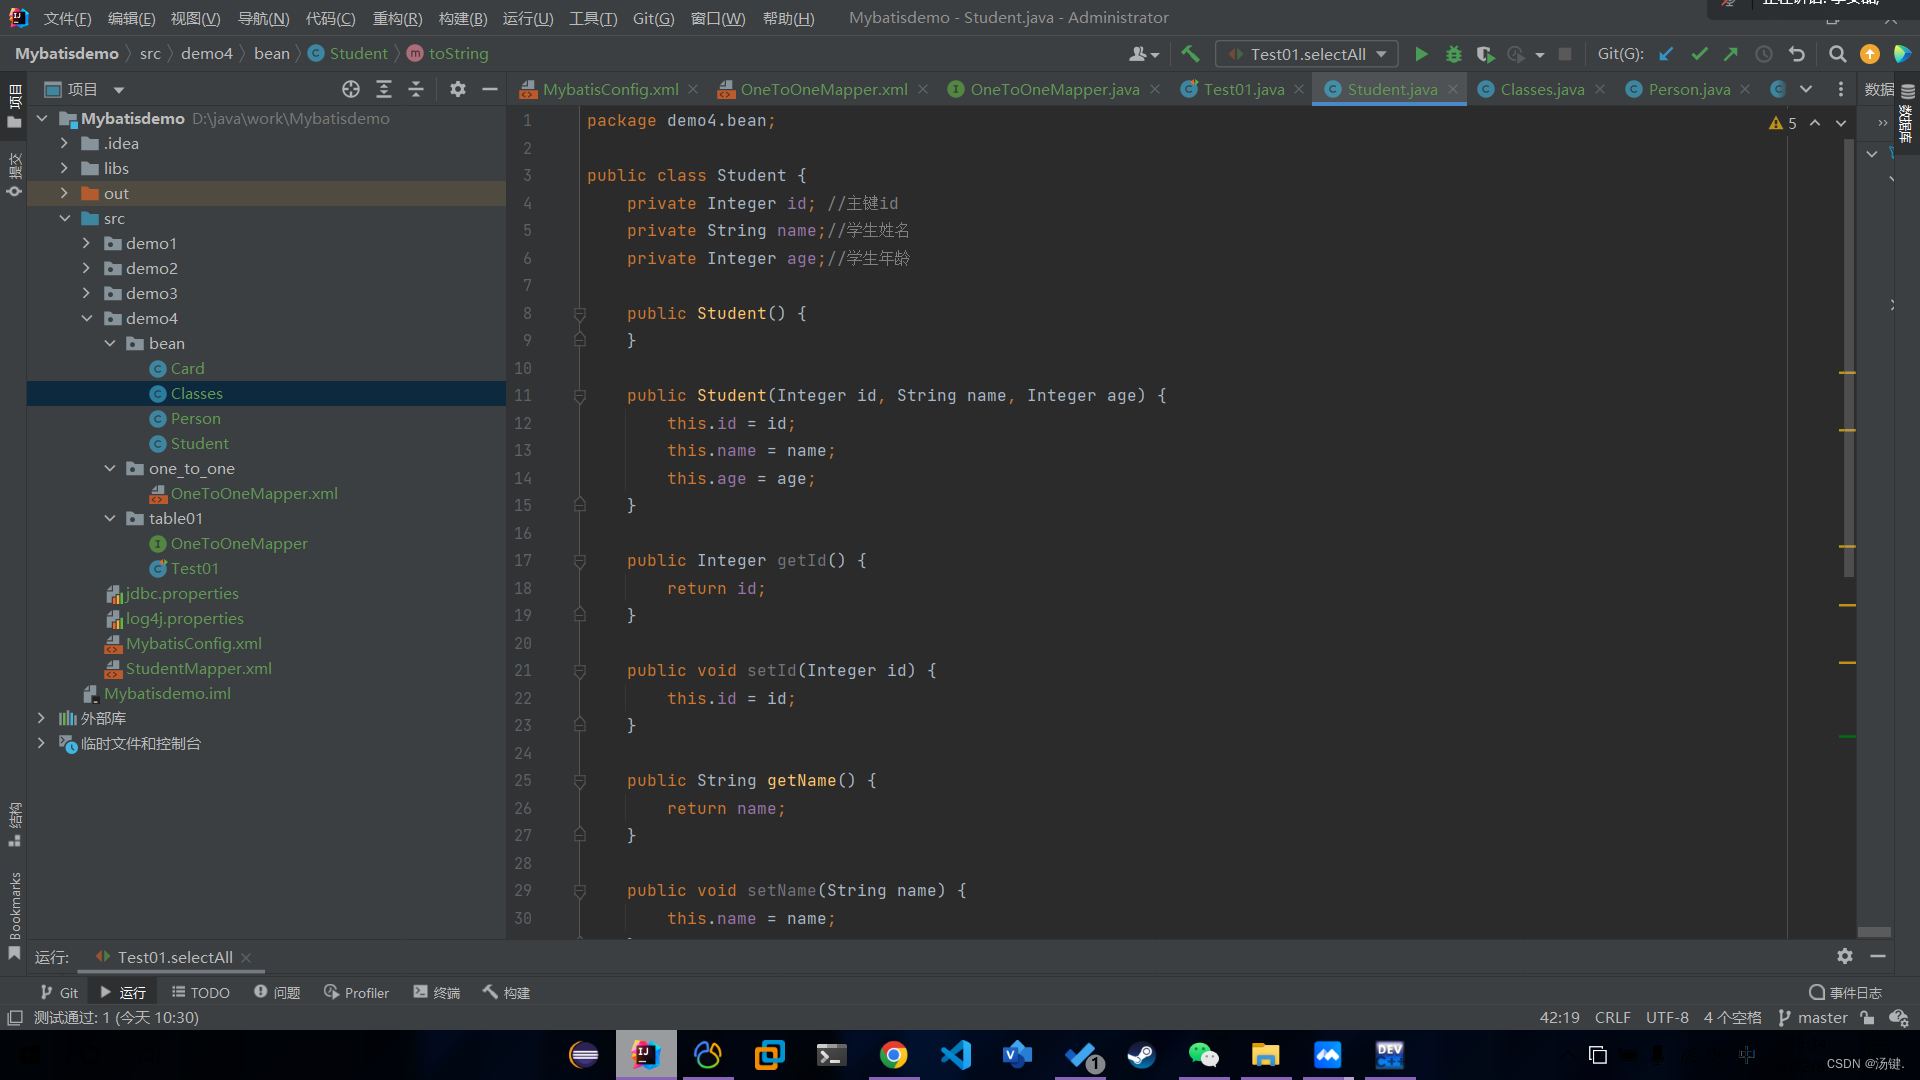 文件(F) 编辑(E) 视图(V) 导航(N) 代码(C) 重构(R) 构建(B) 运行(U) 工具(T) Git(G) 窗口(W) 帮助(H) Mybatisdemo - Student.java - Administrator
Mybatisdemo src demo4 bean Student toString Test01.selectAll Git(G):
项目
MybatisConfig.xml OneToOneMapper.xml OneToOneMapper.java Test01.java Student.java Classes.java Person.java 数据
项目
提交
结构
Bookmarks
数据库
Mybatisdemo D:\java\work\Mybatisdemo
.idea
libs
out
src
demo1
demo2
demo3
demo4
bean
Card
Classes
Person
Student
one_to_one
OneToOneMapper.xml
table01
OneToOneMapper
Test01
jdbc.properties
log4j.properties
MybatisConfig.xml
StudentMapper.xml
Mybatisdemo.iml
外部库
临时文件和控制台
5
1 package demo4.bean;
2
3 public class Student {
4 private Integer id; //主键id
5 private String name;//学生姓名
6 private Integer age;//学生年龄
7
8 public Student() {
9 }
10
11 public Student(Integer id, String name, Integer age) {
12 this.id = id;
13 this.name = name;
14 this.age = age;
15 }
16
17 public Integer getId() {
18 return id;
19 }
20
21 public void setId(Integer id) {
22 this.id = id;
23 }
24
25 public String getName() {
26 return name;
27 }
28
29 public void setName(String name) {
30 this.name = name;
运行: Test01.selectAll
Git 运行 TODO 问题 Profiler 终端 构建 事件日志
测试通过: 1 (今天 10:30) 42:19 CRLF UTF-8 4 个空格 master
IJ V 1 DEV C++ 中
CSDN @汤键.